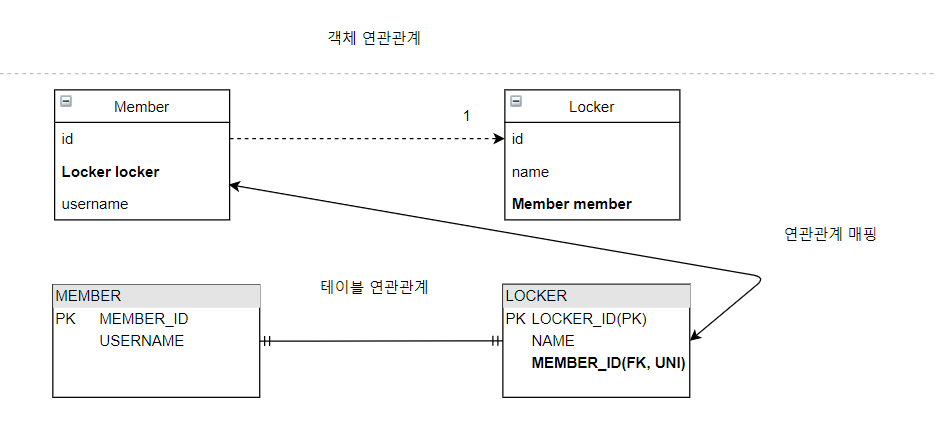 객체 연관관계
Member
id
Locker locker
username
1
Locker
id
name
Member member
연관관계 매핑
테이블 연관관계
MEMBER
PK MEMBER_ID
USERNAME
LOCKER
PK LOCKER_ID(PK)
NAME
MEMBER_ID(FK, UNI)